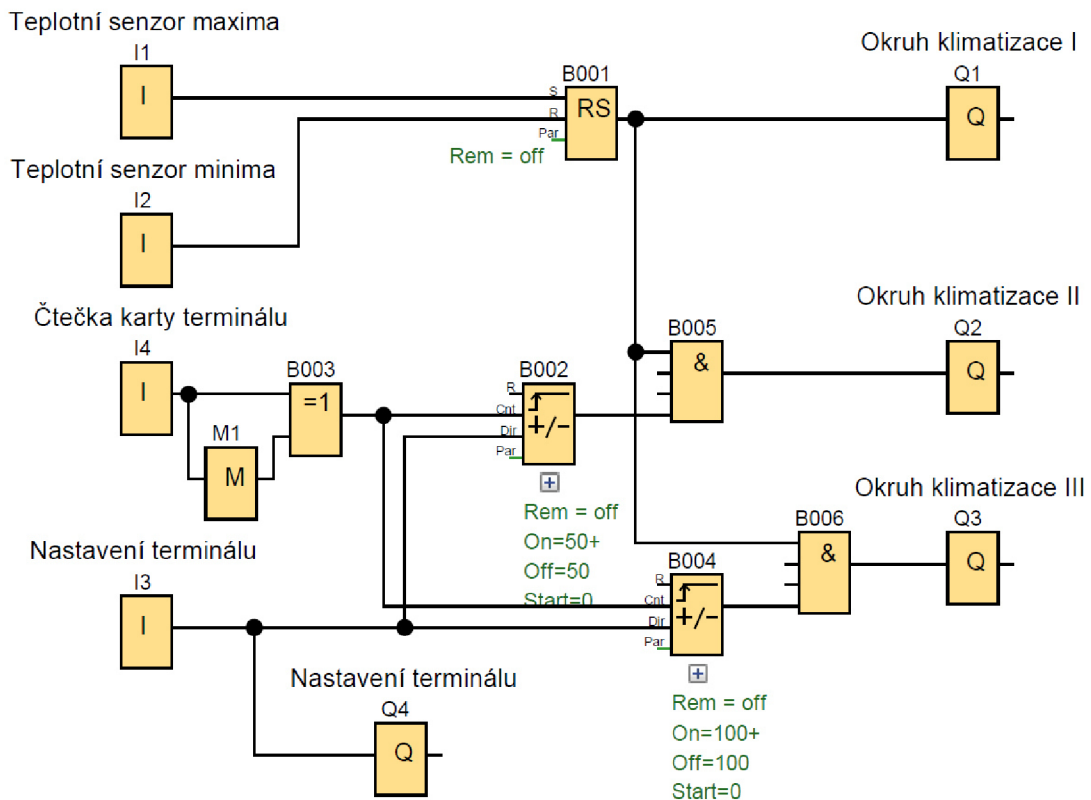 Teplotní senzor maxima
I1
I
Okruh klimatizace I
Q1
Q
B001
S
R
Par
RS
Rem = off
Teplotní senzor minima
I2
I
Čtečka karty terminálu
I4
I
M1
M
B003
=1
B002
R
Cnt
Dir
Par
+/-
+
Rem = off
On=50+
Off=50
Start=0
B005
&
Okruh klimatizace II
Q2
Q
Okruh klimatizace III
Q3
Q
B006
&
Nastavení terminálu
I3
I
B004
R
Cnt
Dir
Par
+/-
+
Rem = off
On=100+
Off=100
Start=0
Nastavení terminálu
Q4
Q